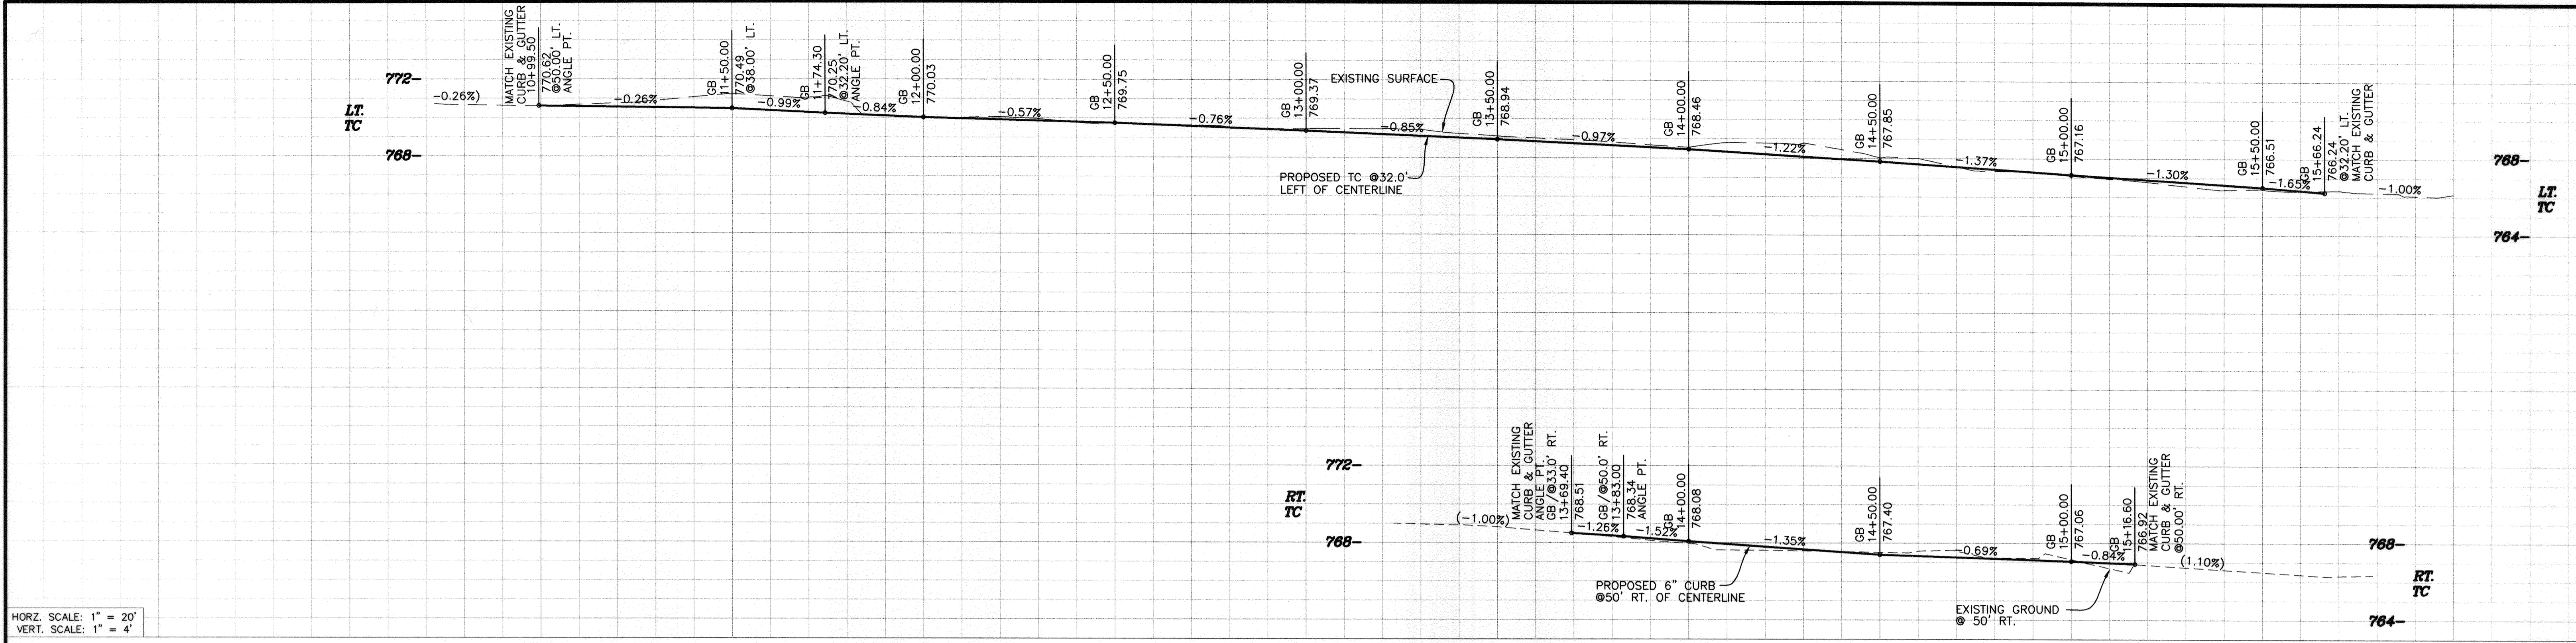 MATCH EXISTING
CURB & GUTTER
10+99.50
770.62
@50.00' LT.
ANGLE PT.
GB
11+50.00
770.49
@38.00' LT.
GB
11+74.30
770.25
@32.20' LT.
ANGLE PT.
GB
12+00.00
770.03
GB
12+50.00
769.75
GB
13+00.00
769.37
GB
13+50.00
768.94
GB
14+00.00
768.46
GB
14+50.00
767.85
GB
15+00.00
767.16
GB
15+50.00
766.51
GB
15+66.24
766.24
@32.20' LT.
MATCH EXISTING
CURB & GUTTER
772-
768-
LT.
TC
-0.26%)
-0.26%
-0.99%
-0.84%
-0.57%
-0.76%
-0.85%
-0.97%
-1.22%
-1.37%
-1.30%
-1.65%
-1.00%
EXISTING SURFACE
PROPOSED TC @32.0'
LEFT OF CENTERLINE
768-
LT.
TC
764-
MATCH EXISTING
CURB & GUTTER
ANGLE PT.
GB/@33.0' RT.
13+69.40
768.51
GB/@50.0' RT.
13+83.00
768.34
ANGLE PT.
GB
14+00.00
768.08
GB
14+50.00
767.40
GB
15+00.00
767.06
GB
15+16.60
766.92
MATCH EXISTING
CURB & GUTTER
@50.00' RT.
772-
RT.
TC
768-
(-1.00%)
-1.26%
-1.52%
-1.35%
-0.69%
-0.84%
(1.10%)
PROPOSED 6" CURB
@50' RT. OF CENTERLINE
EXISTING GROUND
@ 50' RT.
768-
RT.
TC
764-
HORZ. SCALE: 1" = 20'
VERT. SCALE: 1" = 4'